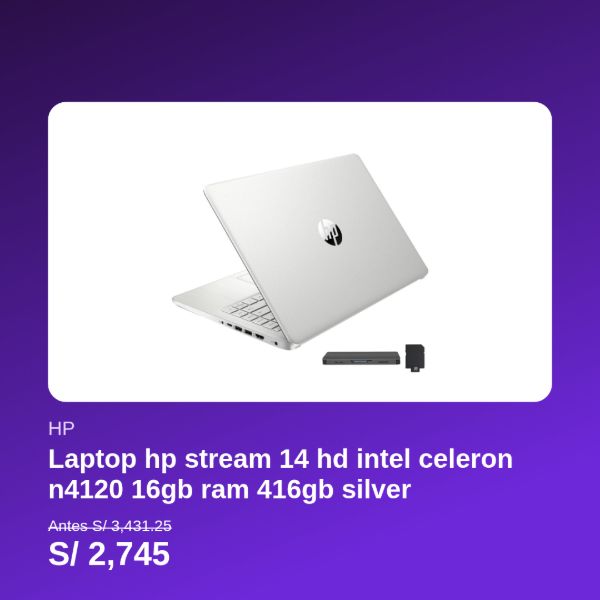 hp
HP
Laptop hp stream 14 hd intel celeron
n4120 16gb ram 416gb silver
Antes S/ 3,431.25
S/ 2,745